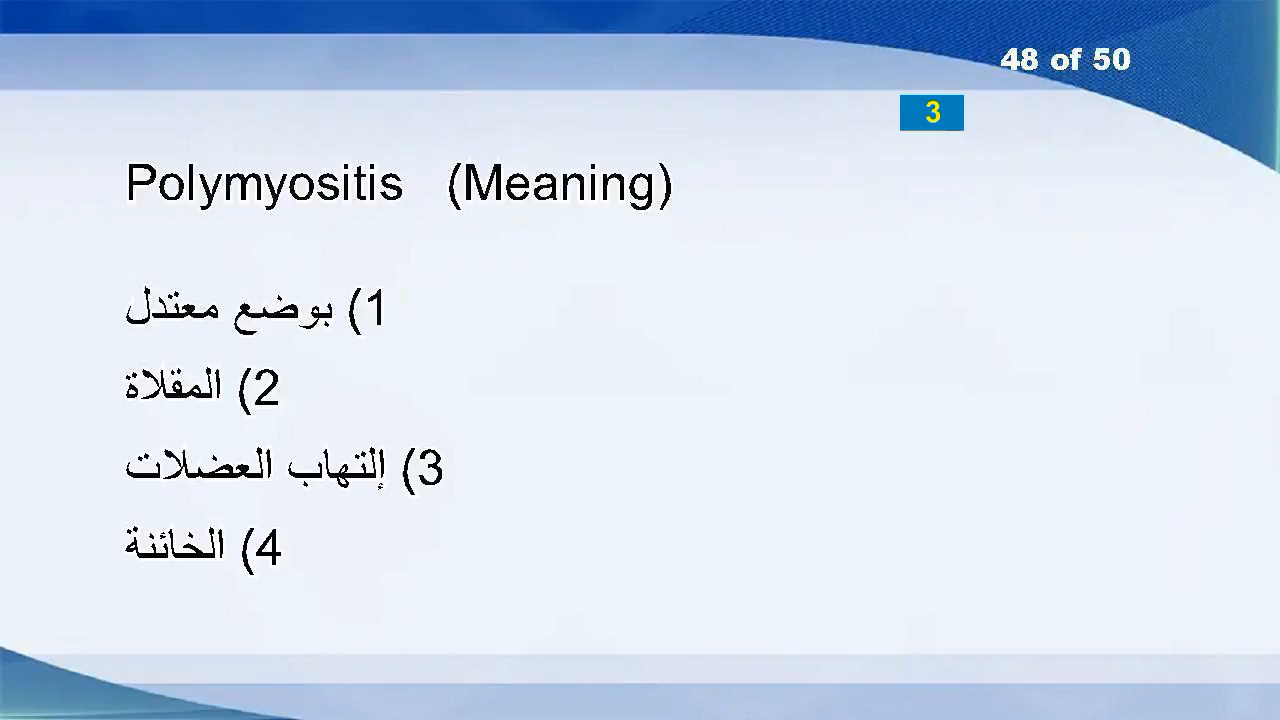 48 of 50
3
Polymyositis (Meaning)
1) بوضع معتدل
2) المقلاة
3) إلتهاب العضلات
4) الخائنة